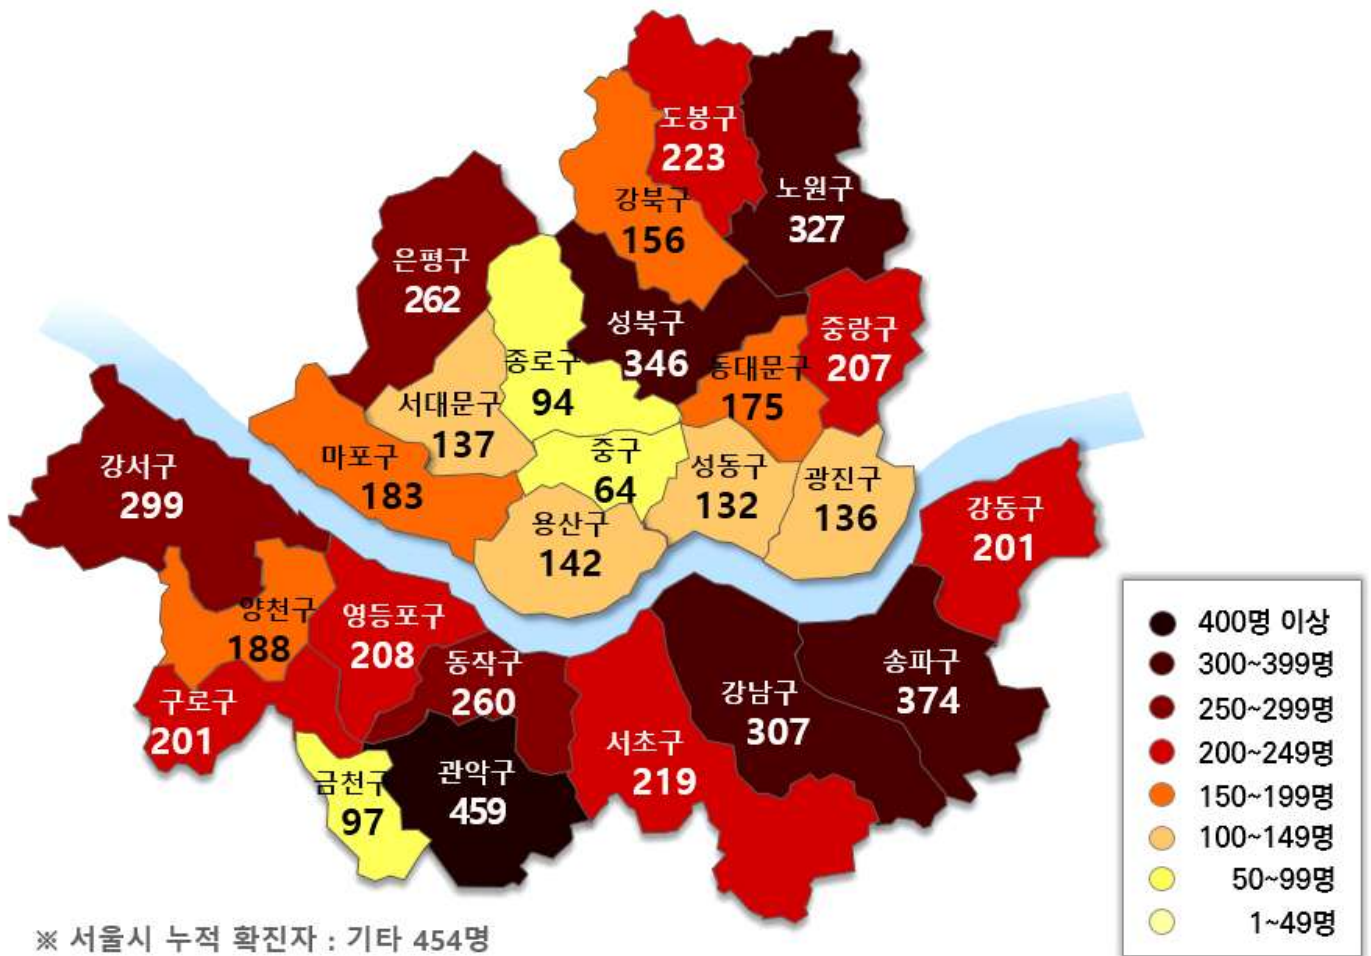 도봉구
223
노원구
327
강북구
156
은평구
262
성북구
346
중랑구
207
종로구
94
동대문구
175
서대문구
137
마포구
183
중구
64
성동구
132
광진구
136
강서구
299
용산구
142
강동구
201
양천구
188
영등포구
208
동작구
260
구로구
201
금천구
97
관악구
459
서초구
219
강남구
307
송파구
374
400명 이상
300~399명
250~299명
200~249명
150~199명
100~149명
50~99명
1~49명
※ 서울시 누적 확진자 : 기타 454명